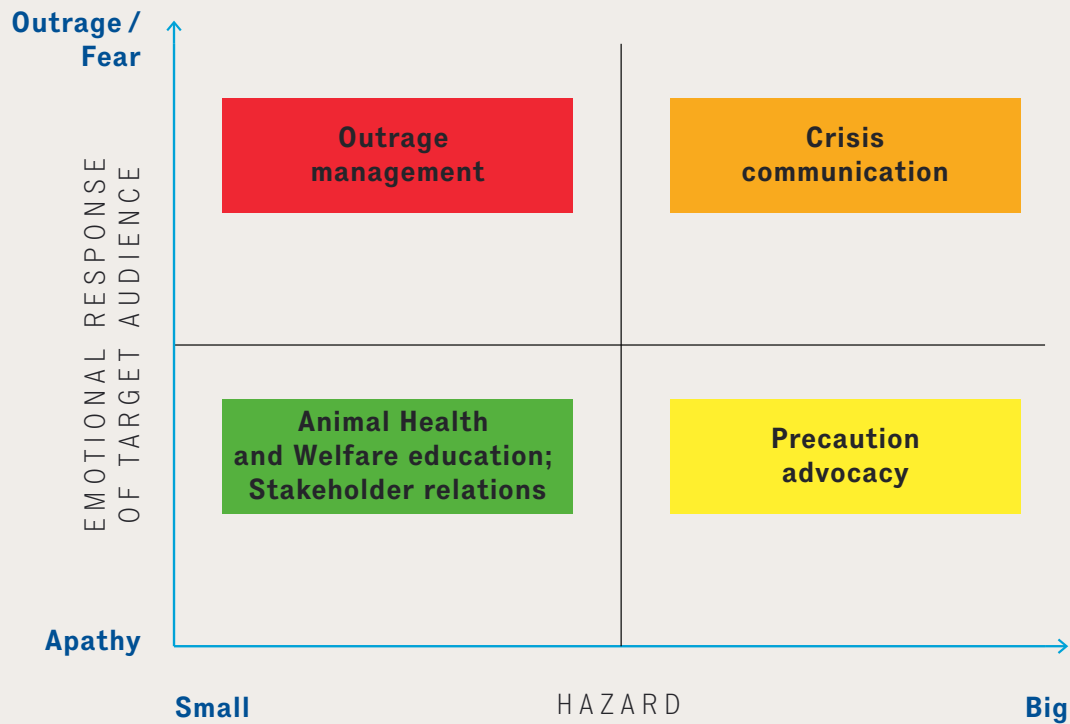 Outrage /
Fear
EMOTIONAL RESPONSE
OF TARGET AUDIENCE
Outrage
management
Crisis
communication
Animal Health
and Welfare education;
Stakeholder relations
Precaution
advocacy
Apathy
Small
HAZARD
Big